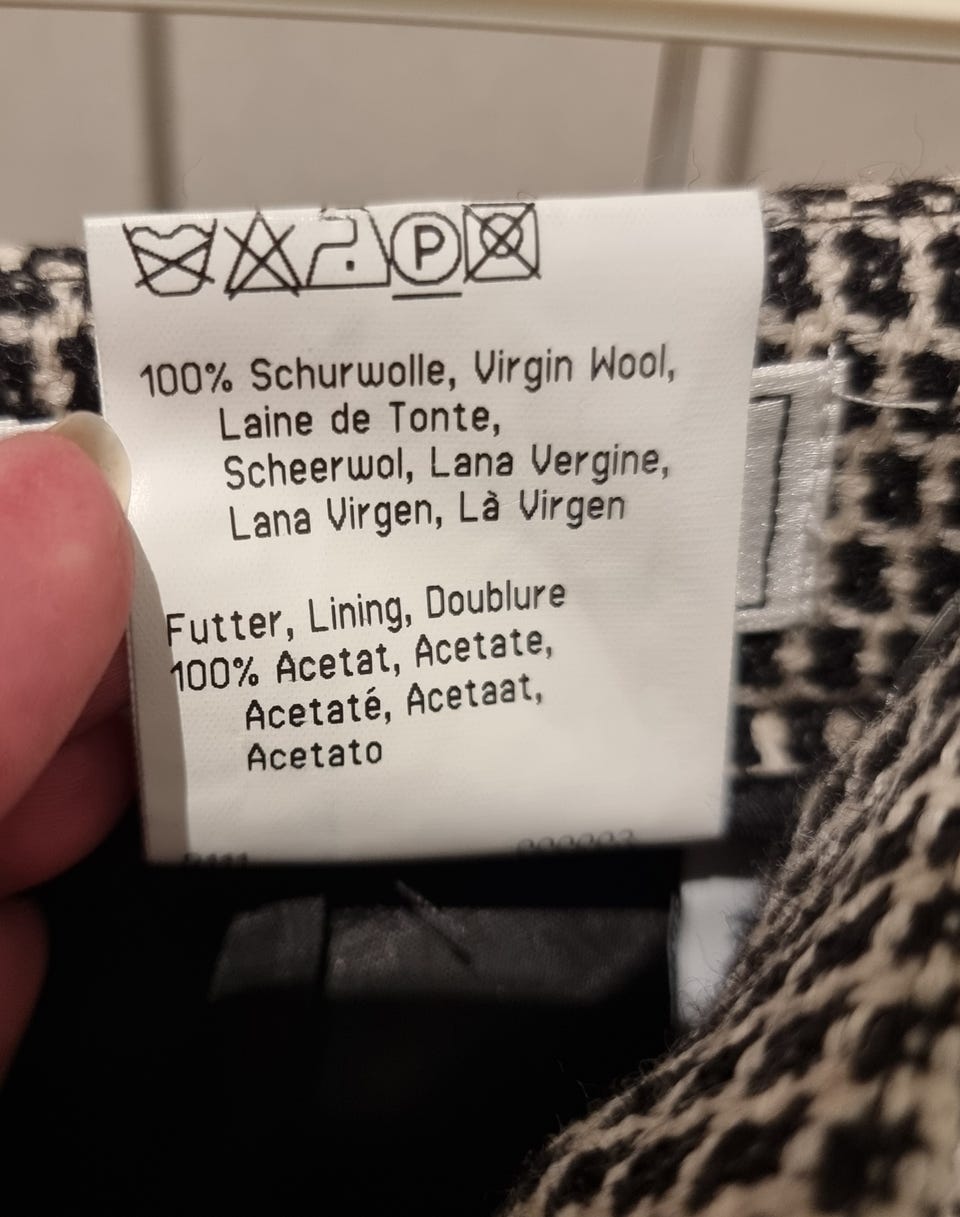 P
100% Schurwolle, Virgin Wool,
Laine de Tonte,
Scheerwol, Lana Vergine,
Lana Virgen, Là Virgen
Futter, Lining, Doublure
100% Acetat, Acetate,
Acetaté, Acetaat,
Acetato